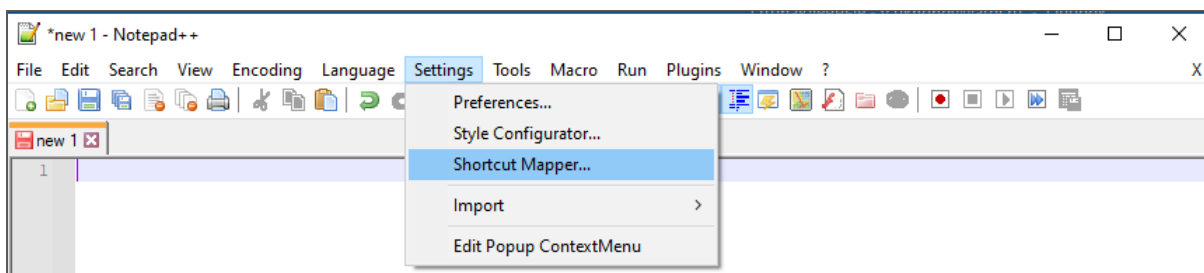 *new 1 - Notepad++
File Edit Search View Encoding Language Settings Tools Macro Run Plugins Window ? X
new 1
Preferences...
Style Configurator...
Shortcut Mapper...
Import
Edit Popup ContextMenu
1